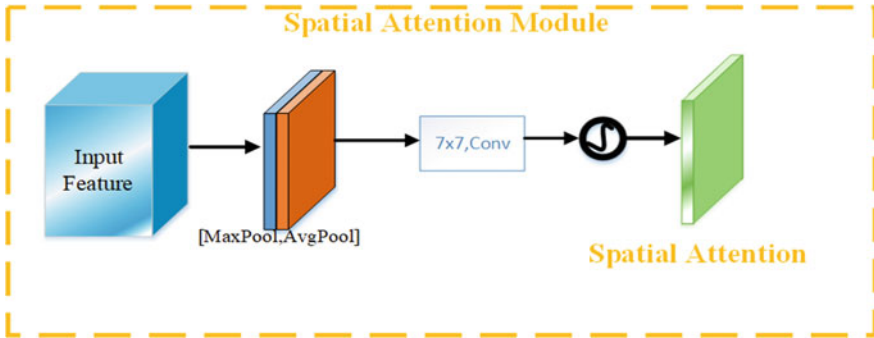 Spatial Attention Module
Input
Feature
7x7,Conv
[MaxPool,AvgPool]
Spatial Attention